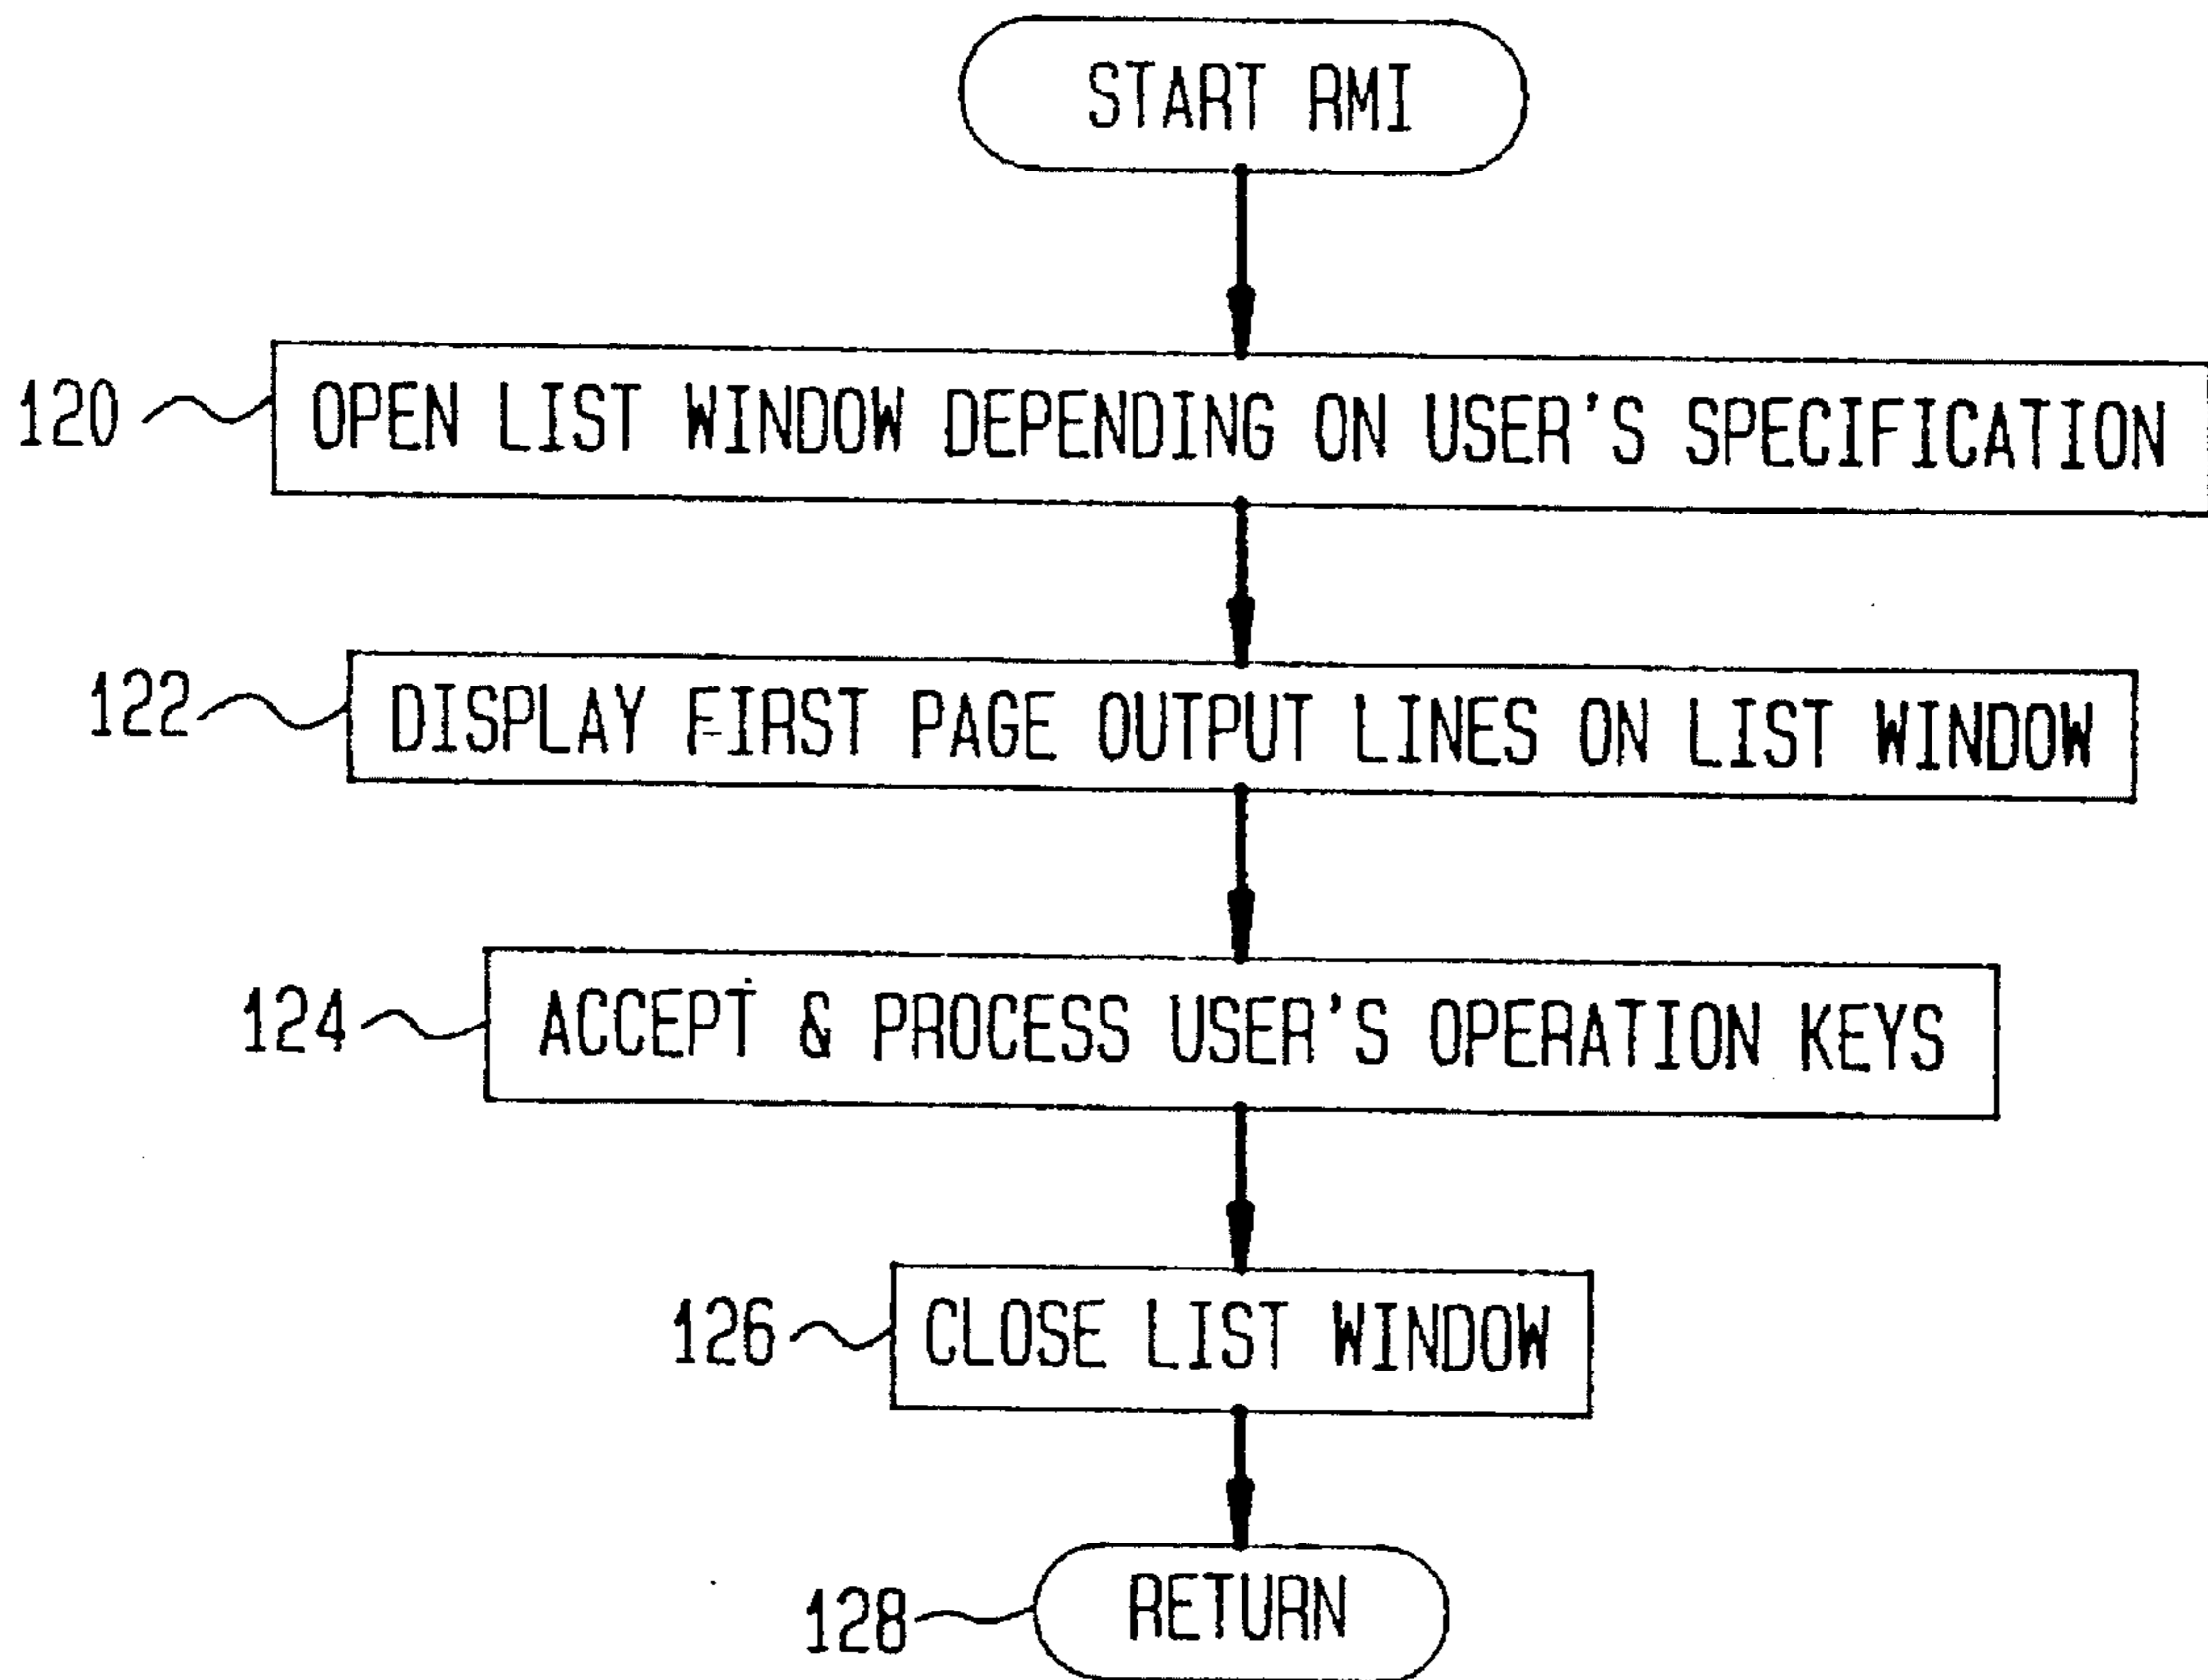 START RMI
120 OPEN LIST WINDOW DEPENDING ON USER'S SPECIFICATION
122 DISPLAY FIRST PAGE OUTPUT LINES ON LIST WINDOW
124 ACCEPT & PROCESS USER'S OPERATION KEYS
126 CLOSE LIST WINDOW
128 RETURN